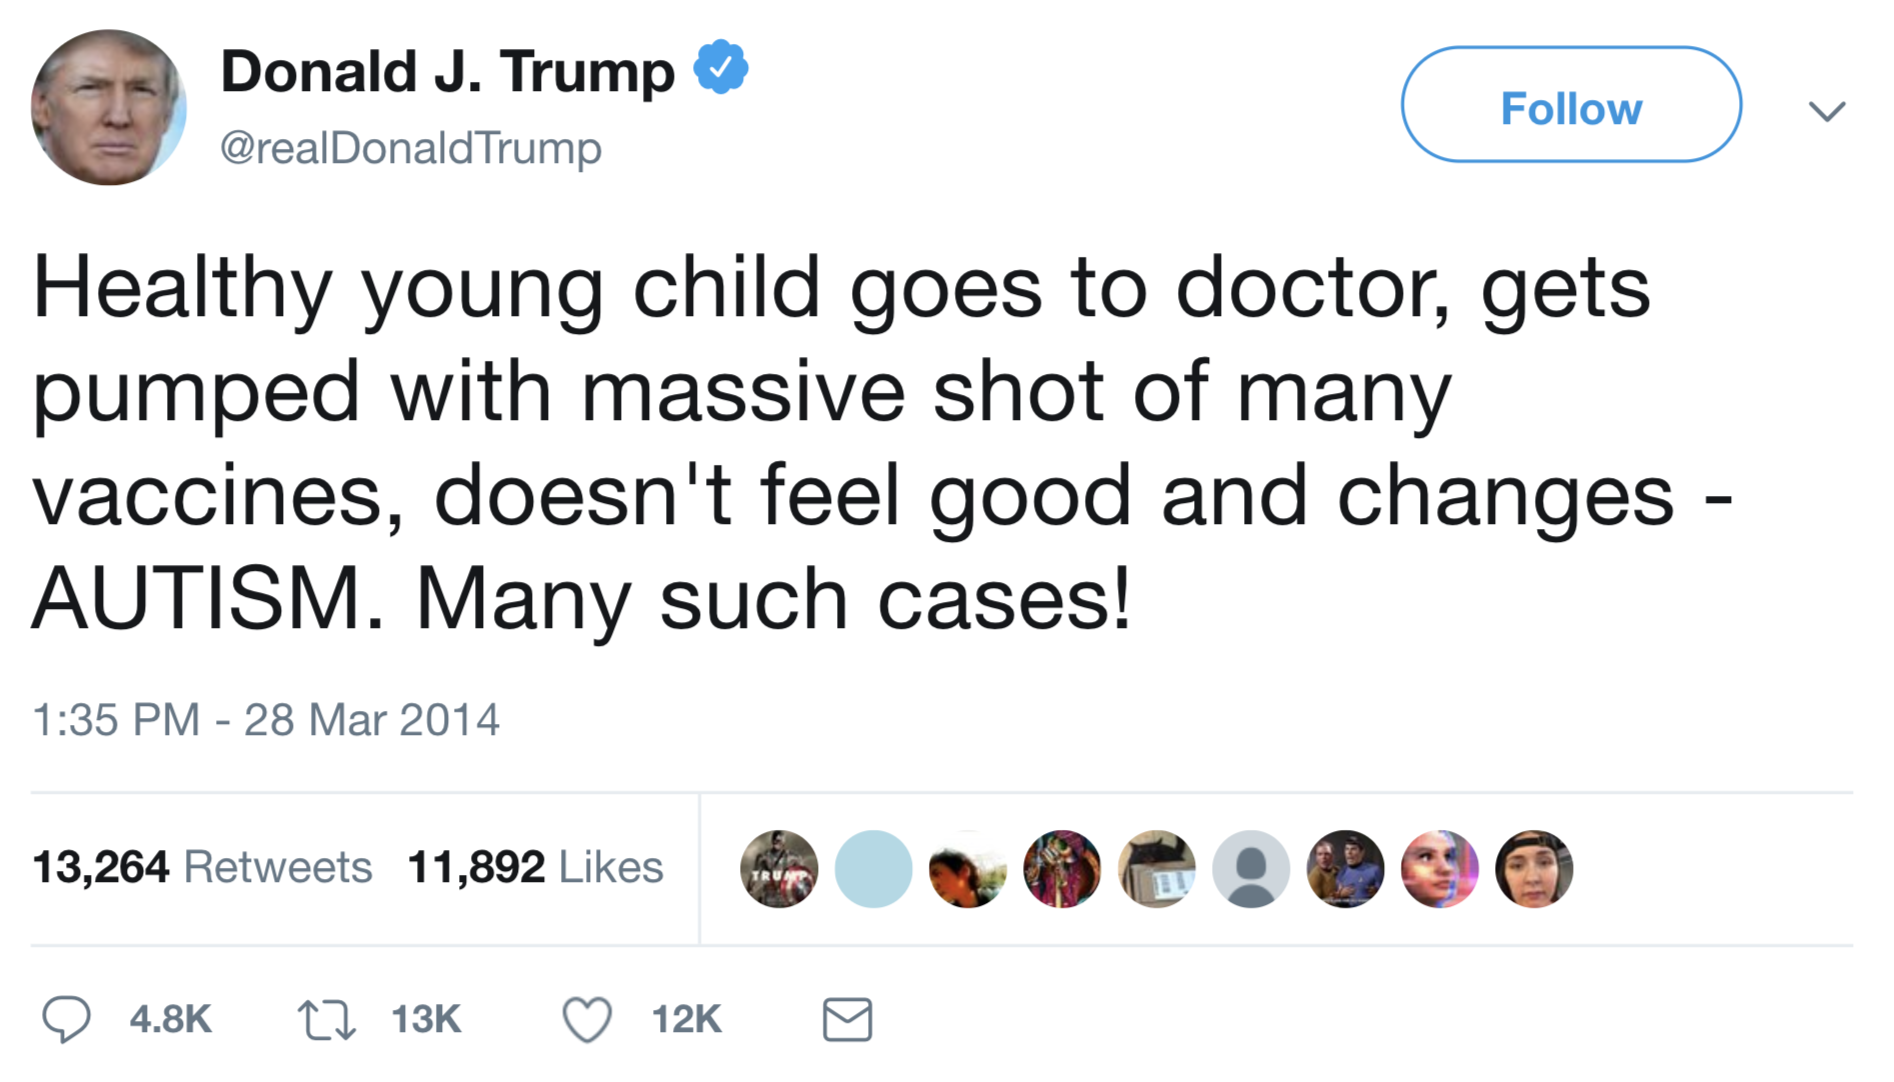 Donald J. Trump
@realDonaldTrump
Follow
Healthy young child goes to doctor, gets
pumped with massive shot of many
vaccines, doesn't feel good and changes -
AUTISM. Many such cases!
1:35 PM - 28 Mar 2014
13,264 Retweets 11,892 Likes
TRUMP
4.8K 13K 12K